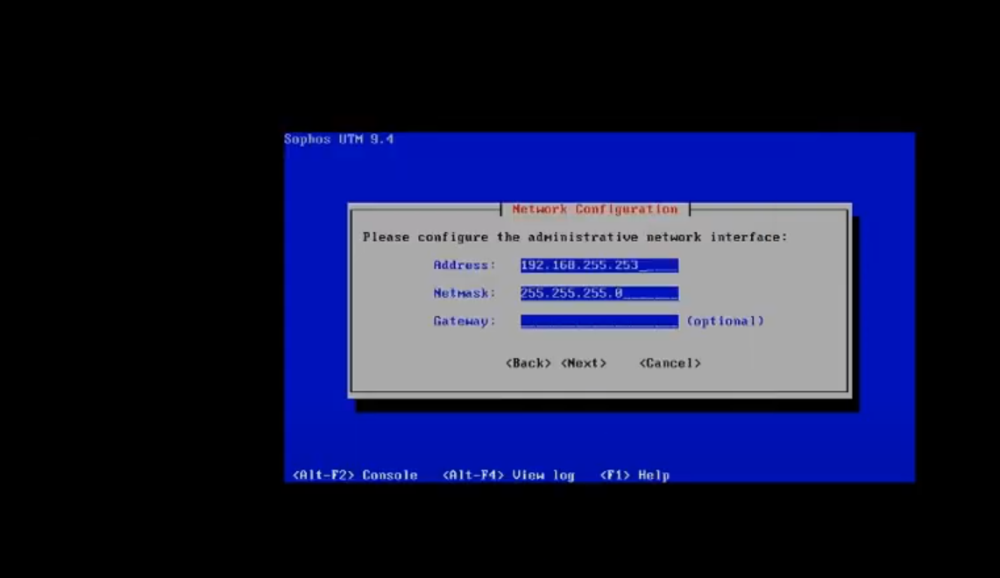 Sophos UTM 9.4
Network Configuration
Please configure the administrative network interface:
Address: 192.168.255.253
Netmask: 255.255.255.0
Gateway: (optional)
<Back> <Next> <Cancel>
<Alt-F2> Console <Alt-F4> View log <F1> Help